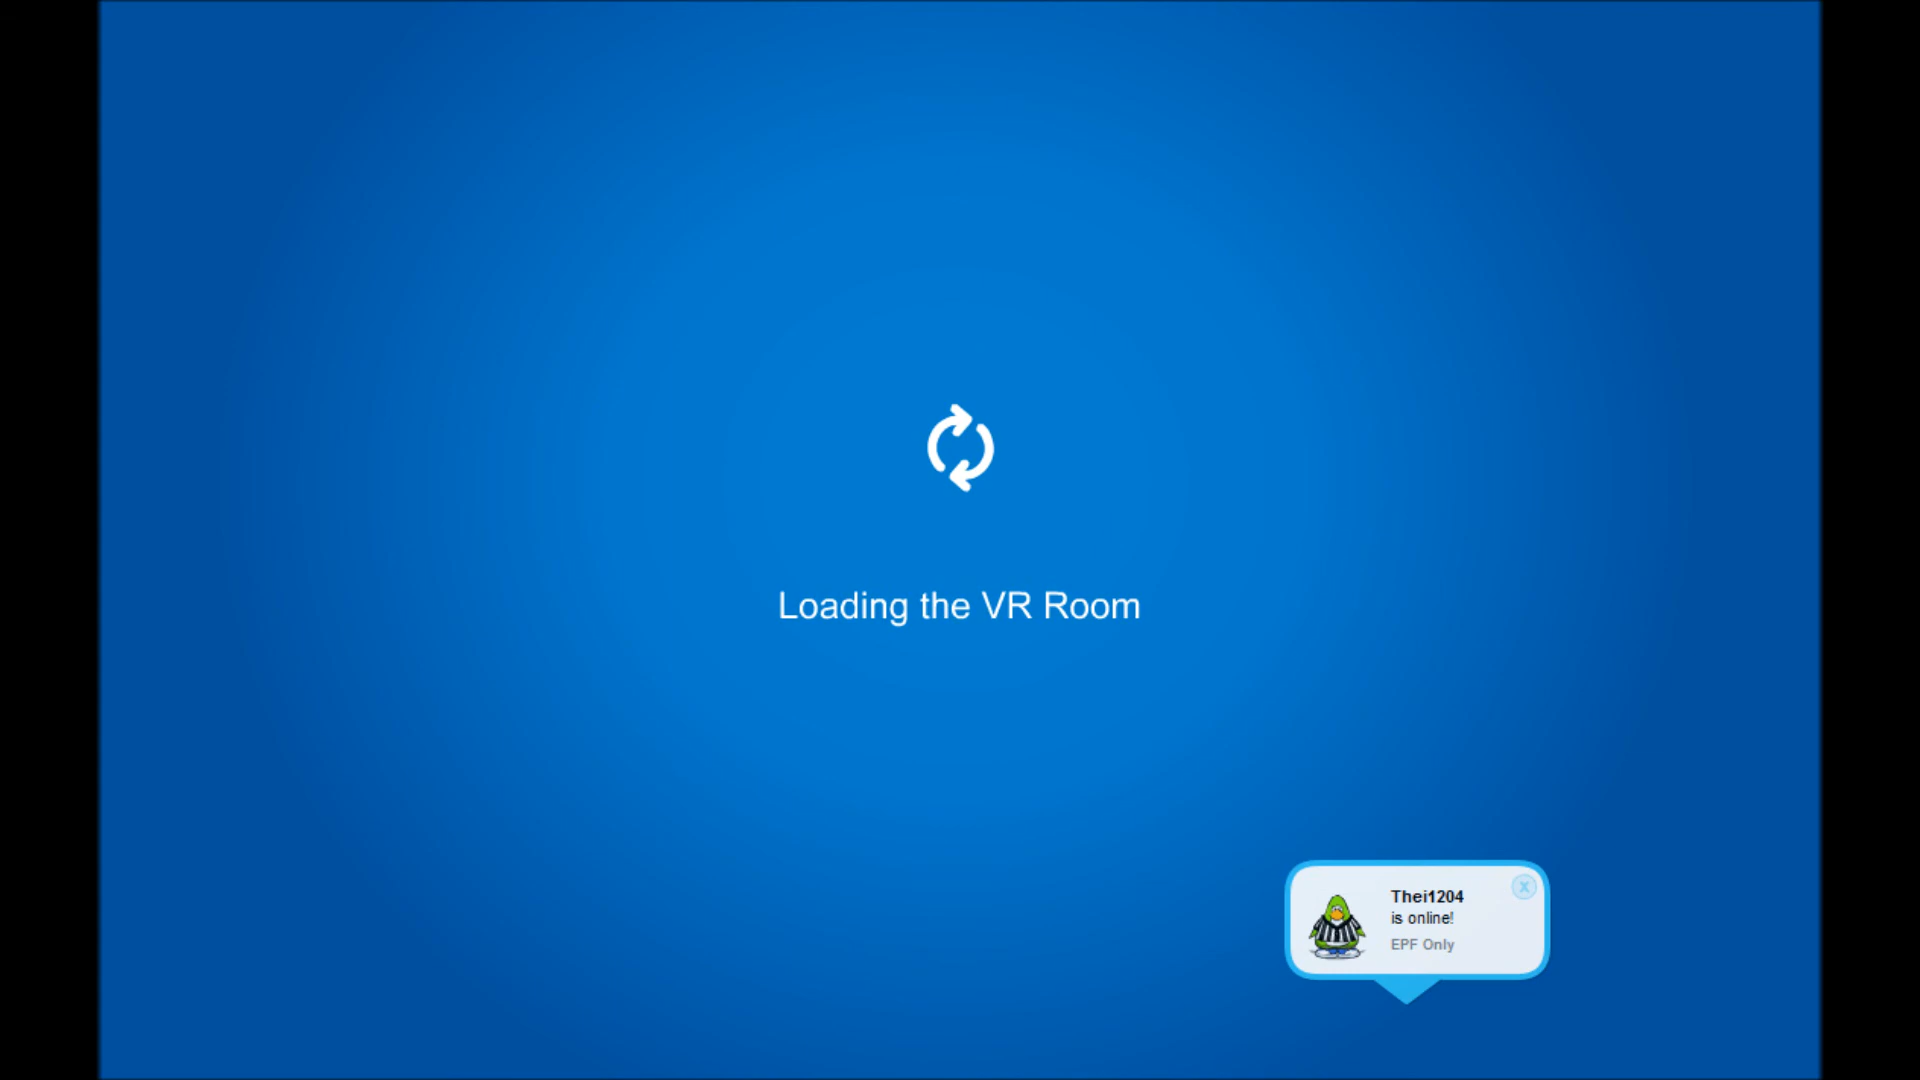 Loading the VR Room
Thei1204
is online!
EPF Only
X